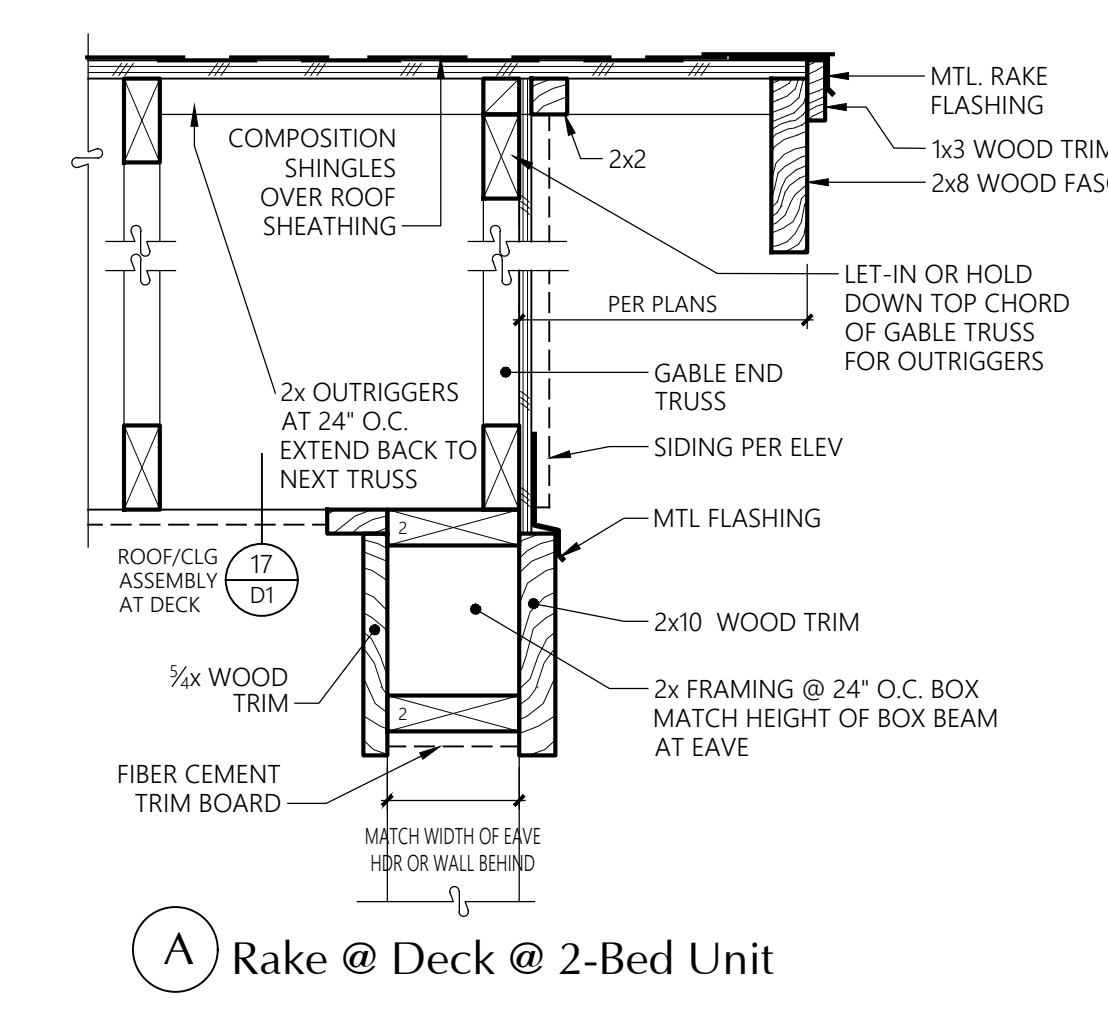 MTL. RAKE
FLASHING
1x3 WOOD TRIM
2x8 WOOD FASC
COMPOSITION
SHINGLES
OVER ROOF
SHEATHING
2x2
LET-IN OR HOLD
DOWN TOP CHORD
OF GABLE TRUSS
FOR OUTRIGGERS
PER PLANS
GABLE END
TRUSS
2x OUTRIGGERS
AT 24" O.C.
EXTEND BACK TO
NEXT TRUSS
SIDING PER ELEV
MTL FLASHING
ROOF/CLG
ASSEMBLY
AT DECK
17
D1
2
2x10 WOOD TRIM
5/4x WOOD
TRIM
2x FRAMING @ 24" O.C. BOX
MATCH HEIGHT OF BOX BEAM
AT EAVE
2
FIBER CEMENT
TRIM BOARD
MATCH WIDTH OF EAVE
HDR OR WALL BEHIND
A Rake @ Deck @ 2-Bed Unit